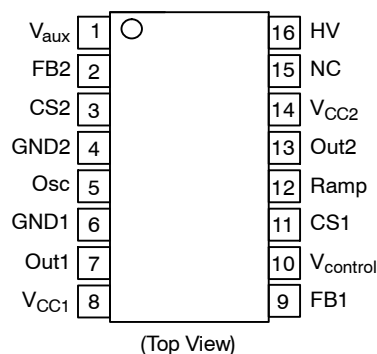 Vaux 1 16 HV
FB2 2 15 NC
CS2 3 14 VCC2
GND2 4 13 Out2
Osc 5 12 Ramp
GND1 6 11 CS1
Out1 7 10 Vcontrol
VCC1 8 9 FB1
(Top View)